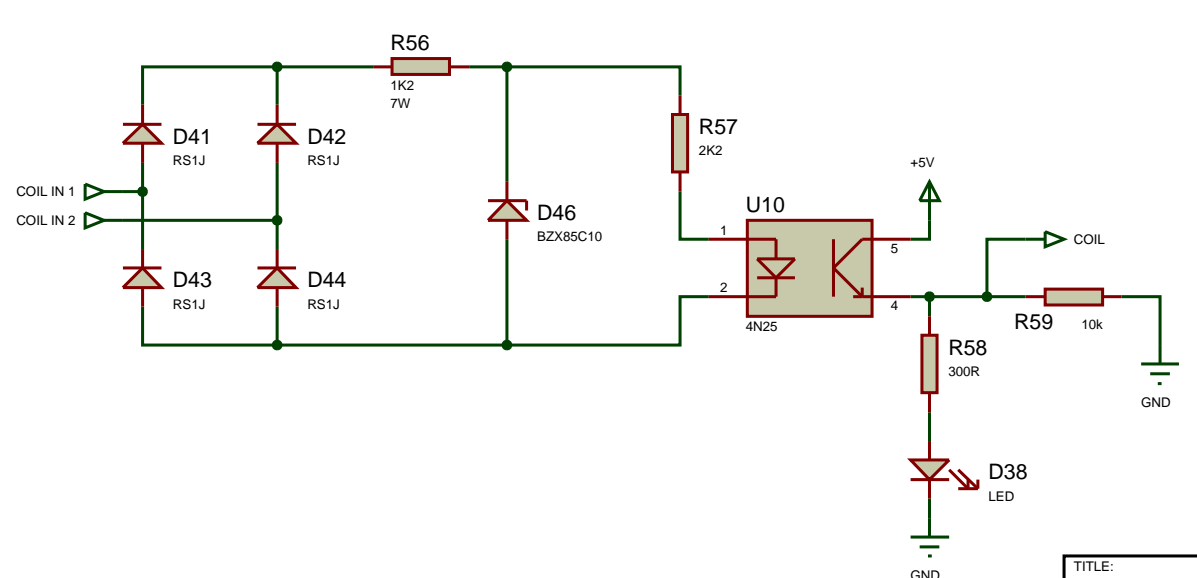 R56
1K2
7W
D41
RS1J
D42
RS1J
R57
2K2
+5V
COIL IN 1
COIL IN 2
D46
BZX85C10
U10
1
5
COIL
D43
RS1J
D44
RS1J
2
4
4N25
R59
10k
R58
300R
GND
D38
LED
GND
TITLE: